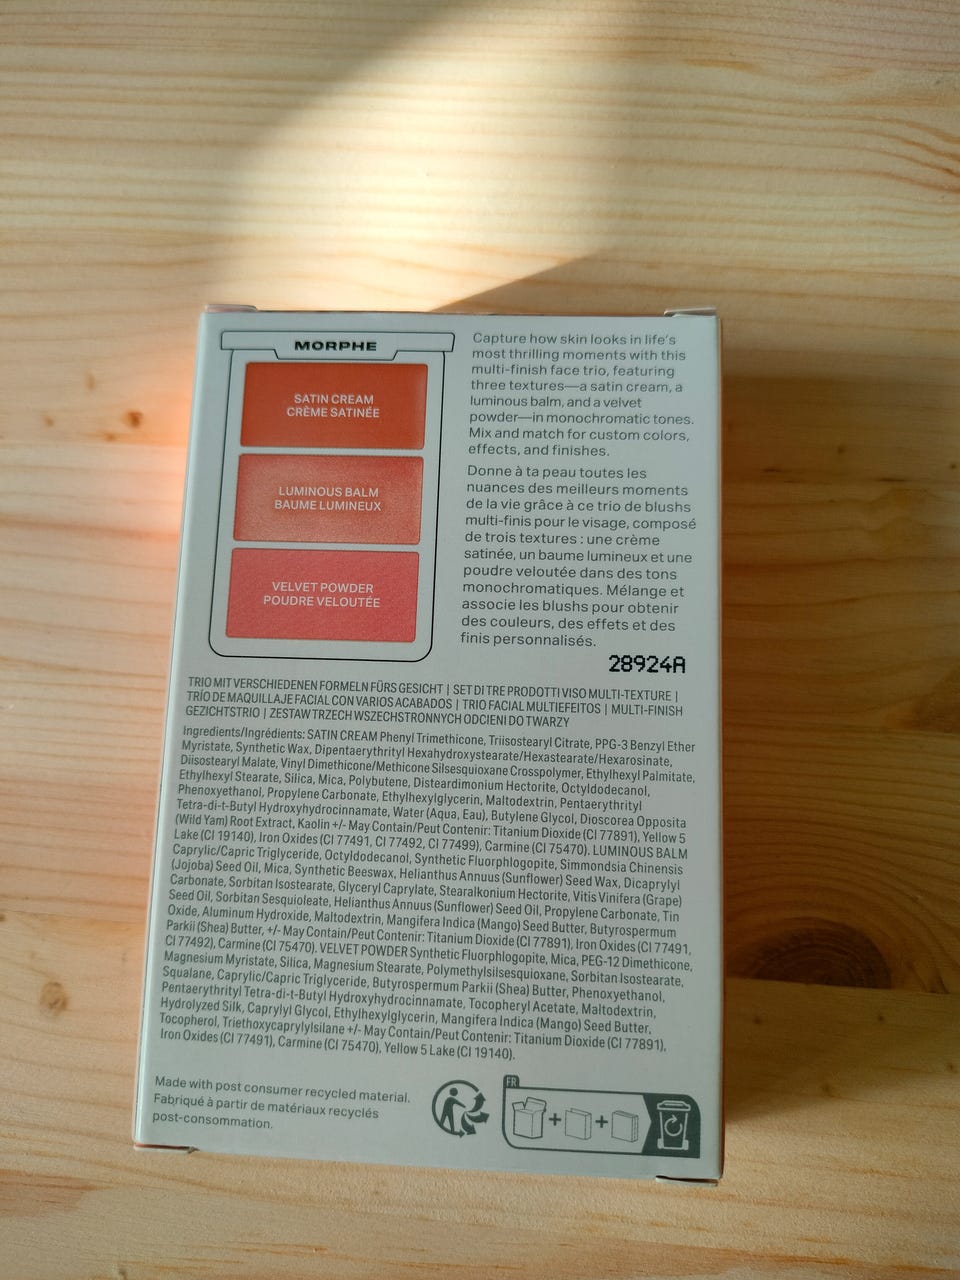 MORPHE
SATIN CREAM
CRÈME SATINÉE
LUMINOUS BALM
BAUME LUMINEUX
VELVET POWDER
POUDRE VELOUTÉE
Capture how skin looks in life's
most thrilling moments with this
multi-finish face trio, featuring
three textures—a satin cream, a
luminous balm, and a velvet
powder—in monochromatic tones.
Mix and match for custom colors,
effects, and finishes.
Donne à ta peau toutes les
nuances des meilleurs moments
de la vie grâce à ce trio de blushs
multi-finis pour le visage, composé
de trois textures : une crème
satinée, un baume lumineux et une
poudre veloutée dans des tons
monochromatiques. Mélange et
associe les blushs pour obtenir
des couleurs, des effets et des
finis personnalisés.
28924A
TRIO MIT VERSCHIEDENEN FORMELN FÜRS GESICHT | SET DI TRE PRODOTTI VISO MULTI-TEXTURE |
TRÍO DE MAQUILLAJE FACIAL CON VARIOS ACABADOS | TRIO FACIAL MULTIEFEITOS | MULTI-FINISH
GEZICHTSTRIO | ZESTAW TRZECH WSZECHSTRONNYCH ODCIENI DO TWARZY
Ingredients/Ingrédients: SATIN CREAM Phenyl Trimethicone, Triisostearyl Citrate, PPG-3 Benzyl Ether
Myristate, Synthetic Wax, Dipentaerythrityl Hexahydroxystearate/Hexastearate/Hexarosinate,
Diisostearyl Malate, Vinyl Dimethicone/Methicone Silsesquioxane Crosspolymer, Ethylhexyl Palmitate,
Ethylhexyl Stearate, Silica, Mica, Polybutene, Disteardimonium Hectorite, Octyldodecanol,
Phenoxyethanol, Propylene Carbonate, Ethylhexylglycerin, Maltodextrin, Pentaerythrityl
Tetra-di-t-Butyl Hydroxyhydrocinnamate, Water (Aqua, Eau), Butylene Glycol, Dioscorea Opposita
(Wild Yam) Root Extract, Kaolin +/- May Contain/Peut Contenir: Titanium Dioxide (CI 77891), Yellow 5
Lake (CI 19140), Iron Oxides (CI 77491, CI 77492, CI 77499), Carmine (CI 75470). LUMINOUS BALM
Caprylic/Capric Triglyceride, Octyldodecanol, Synthetic Fluorphlogopite, Simmondsia Chinensis
(Jojoba) Seed Oil, Mica, Synthetic Beeswax, Helianthus Annuus (Sunflower) Seed Wax, Dicaprylyl
Carbonate, Sorbitan Isostearate, Glyceryl Caprylate, Stearalkonium Hectorite, Vitis Vinifera (Grape)
Seed Oil, Sorbitan Sesquioleate, Helianthus Annuus (Sunflower) Seed Oil, Propylene Carbonate, Tin
Oxide, Aluminum Hydroxide, Maltodextrin, Mangifera Indica (Mango) Seed Butter, Butyrospermum
Parkii (Shea) Butter, +/- May Contain/Peut Contenir: Titanium Dioxide (CI 77891), Iron Oxides (CI 77491,
CI 77492), Carmine (CI 75470). VELVET POWDER Synthetic Fluorphlogopite, Mica, PEG-12 Dimethicone,
Magnesium Myristate, Silica, Magnesium Stearate, Polymethylsilsesquioxane, Sorbitan Isostearate,
Squalane, Caprylic/Capric Triglyceride, Butyrospermum Parkii (Shea) Butter, Phenoxyethanol,
Pentaerythrityl Tetra-di-t-Butyl Hydroxyhydrocinnamate, Tocopheryl Acetate, Maltodextrin,
Hydrolyzed Silk, Caprylyl Glycol, Ethylhexylglycerin, Mangifera Indica (Mango) Seed Butter,
Tocopherol, Triethoxycaprylylsilane +/- May Contain/Peut Contenir: Titanium Dioxide (CI 77891),
Iron Oxides (CI 77491), Carmine (CI 75470), Yellow 5 Lake (CI 19140).
Made with post consumer recycled material.
Fabriqué à partir de matériaux recyclés
post-consommation.
FR